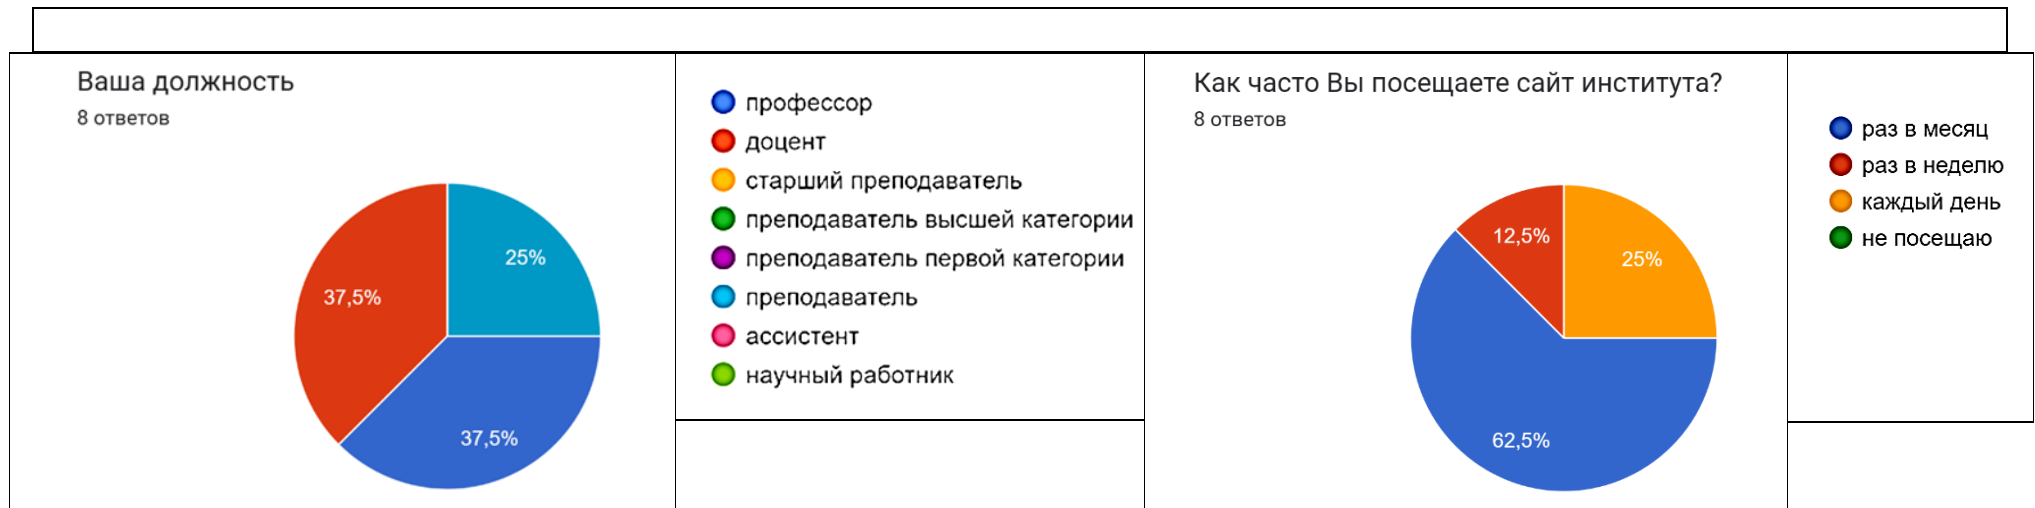 Ваша должность
8 ответов
25%
37,5%
37,5%
профессор
доцент
старший преподаватель
преподаватель высшей категории
преподаватель первой категории
преподаватель
ассистент
научный работник
Как часто Вы посещаете сайт института?
8 ответов
12,5%
25%
62,5%
раз в месяц
раз в неделю
каждый день
не посещаю